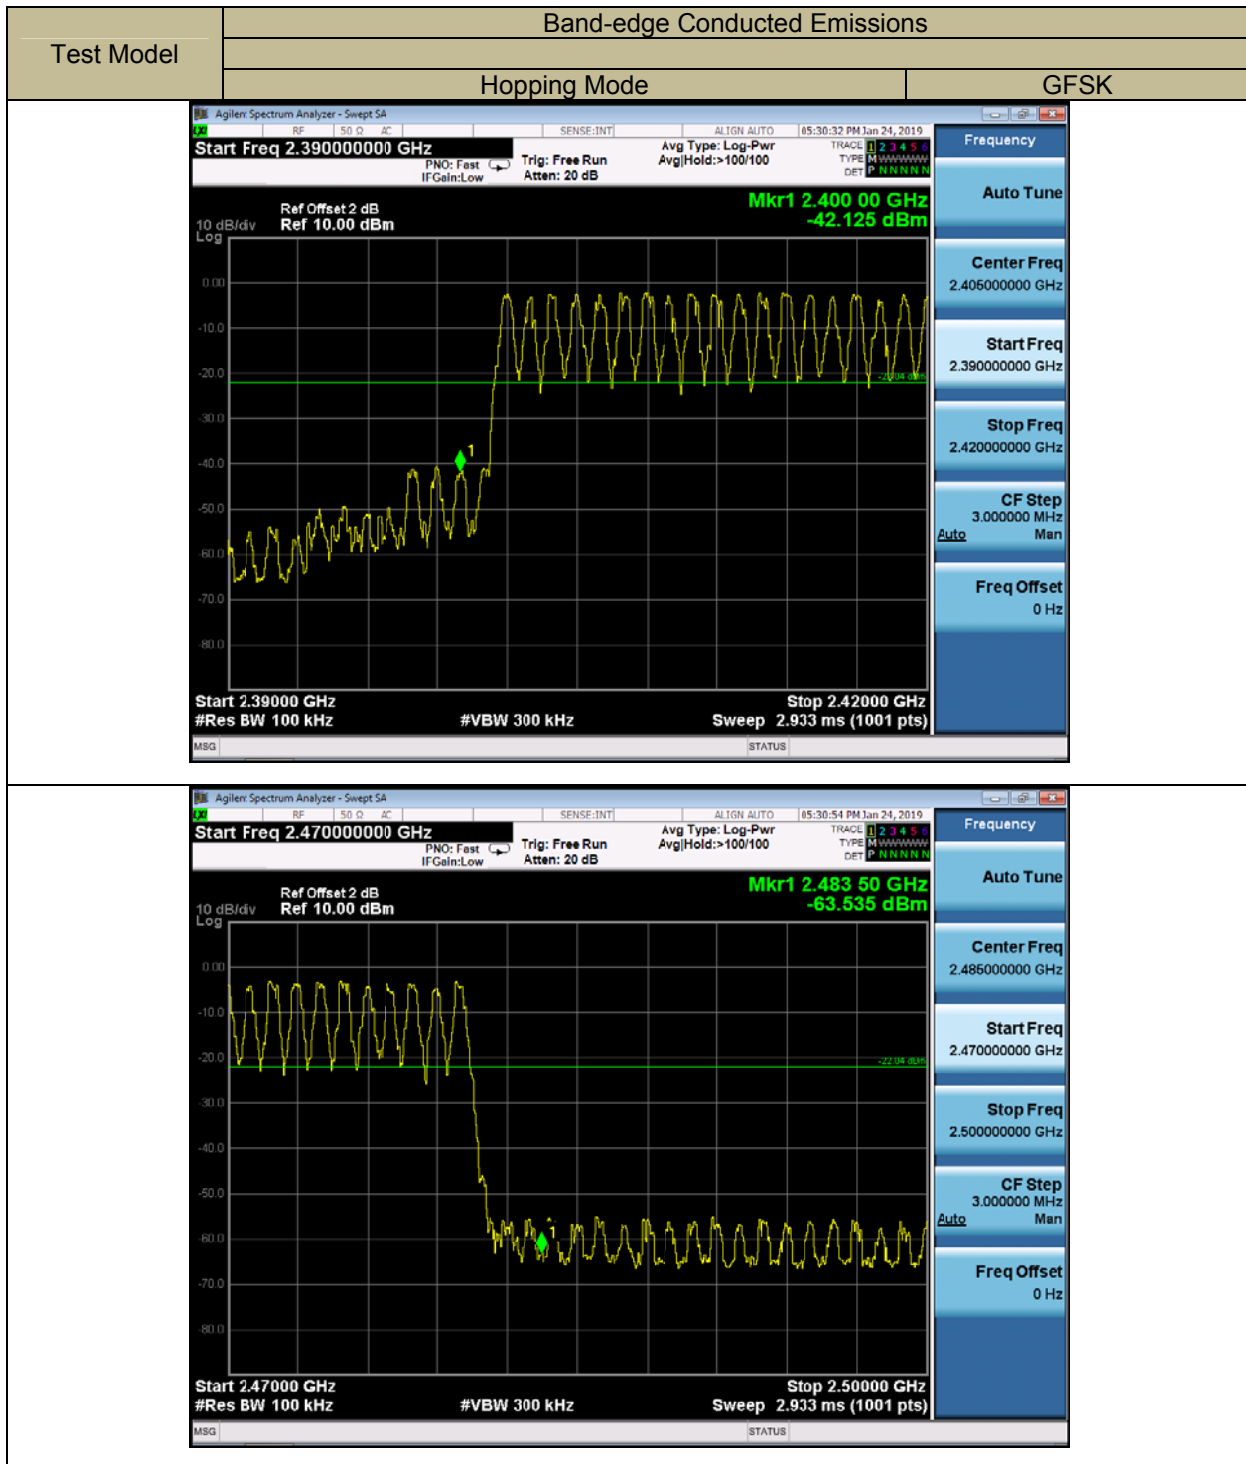 Test Model
Band-edge Conducted Emissions
Hopping Mode
GFSK
Agilent Spectrum Analyzer - Swept SA
LXI
RF
50 Ω
AC
SENSE:INT
ALIGN AUTO
05:30:32 PM Jan 24, 2019
Start Freq 2.390000000 GHz
PNO: Fast
IFGain:Low
Trig: Free Run
Atten: 20 dB
Avg Type: Log-Pwr
Avg|Hold:>100/100
TRACE 1 2 3 4 5 6
TYPE M WWWWW
DET P N N N N N
Ref Offset 2 dB
10 dB/div
Ref 10.00 dBm
Log
Mkr1 2.400 00 GHz
-42.125 dBm
0.00
-10.0
-20.0
-30.0
-40.0
-50.0
-60.0
-70.0
-80.0
1
Start 2.39000 GHz
Stop 2.42000 GHz
#Res BW 100 kHz
#VBW 300 kHz
Sweep 2.933 ms (1001 pts)
MSG
STATUS
Frequency
Auto Tune
Center Freq
2.405000000 GHz
Start Freq
2.390000000 GHz
Stop Freq
2.420000000 GHz
CF Step
3.000000 MHz
Auto Man
Freq Offset
0 Hz
Agilent Spectrum Analyzer - Swept SA
LXI
RF
50 Ω
AC
SENSE:INT
ALIGN AUTO
05:30:54 PM Jan 24, 2019
Start Freq 2.470000000 GHz
PNO: Fast
IFGain:Low
Trig: Free Run
Atten: 20 dB
Avg Type: Log-Pwr
Avg|Hold:>100/100
TRACE 1 2 3 4 5 6
TYPE M WWWWW
DET P N N N N N
Ref Offset 2 dB
10 dB/div
Ref 10.00 dBm
Log
Mkr1 2.483 50 GHz
-63.535 dBm
0.00
-10.0
-20.0
-30.0
-40.0
-50.0
-60.0
-70.0
-80.0
-22.04 dBm
1
Start 2.47000 GHz
Stop 2.50000 GHz
#Res BW 100 kHz
#VBW 300 kHz
Sweep 2.933 ms (1001 pts)
MSG
STATUS
Frequency
Auto Tune
Center Freq
2.485000000 GHz
Start Freq
2.470000000 GHz
Stop Freq
2.500000000 GHz
CF Step
3.000000 MHz
Auto Man
Freq Offset
0 Hz